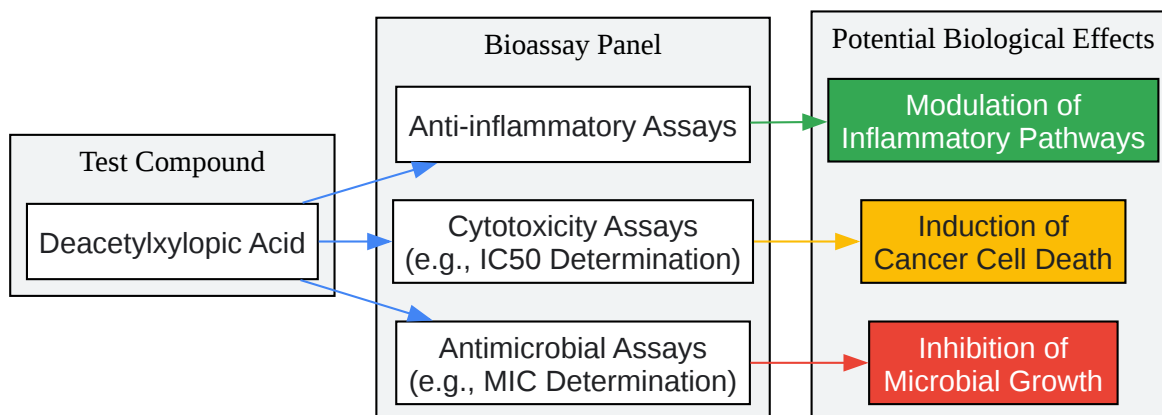 Test Compound
Deacetylxylopic Acid
Bioassay Panel
Anti-inflammatory Assays
Cytotoxicity Assays
(e.g., IC50 Determination)
Antimicrobial Assays
(e.g., MIC Determination)
Potential Biological Effects
Modulation of
Inflammatory Pathways
Induction of
Cancer Cell Death
Inhibition of
Microbial Growth